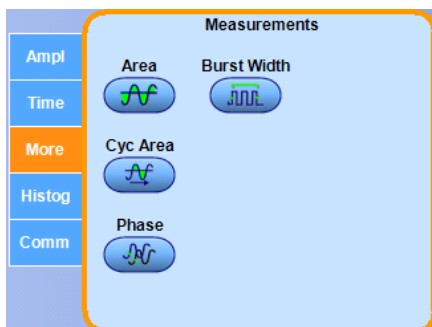 Measurements
Ampl
Time
More
Histog
Comm
Area
Burst Width
Cyc Area
Phase